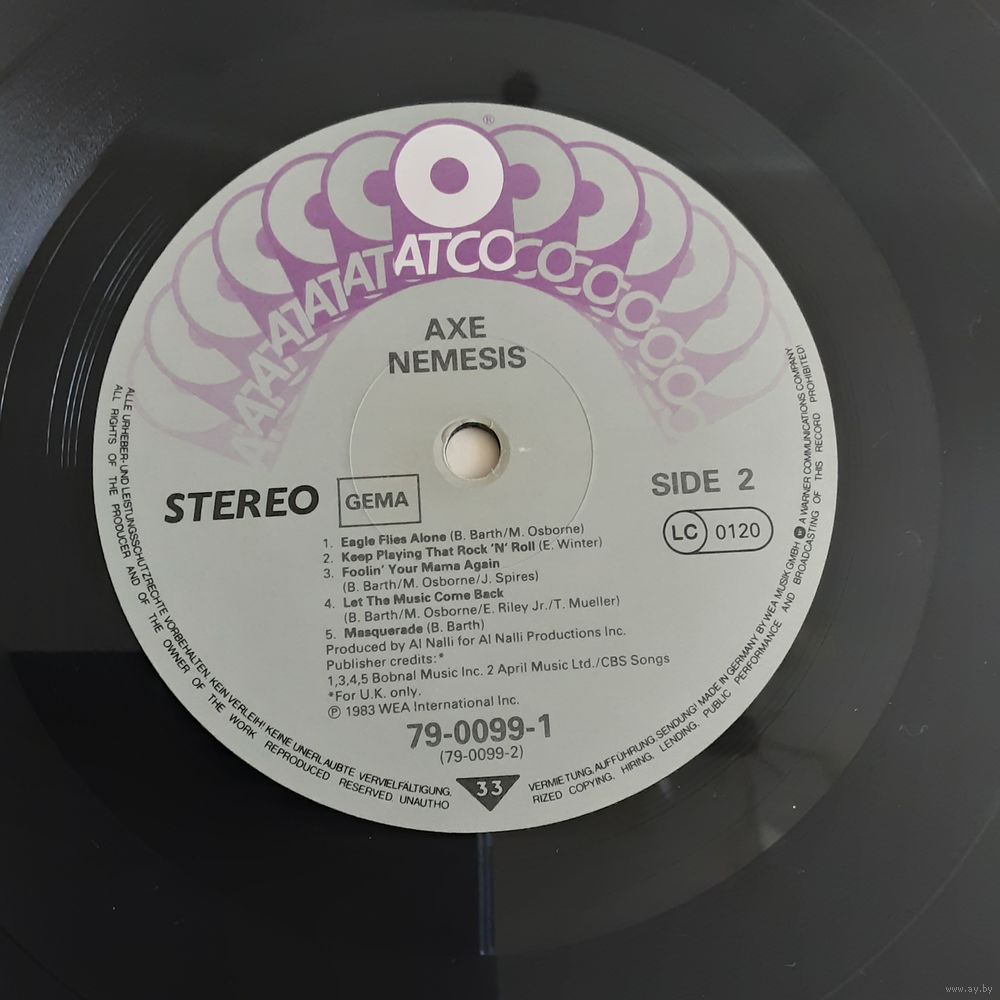 ®
ATATATATATCOCOCOCOCO
AXE
NEMESIS
STEREO
GEMA
SIDE 2
LC 0120
1. Eagle Flies Alone (B. Barth/M. Osborne)
2. Keep Playing That Rock 'N' Roll (E. Winter)
3. Foolin' Your Mama Again
(B. Barth/M. Osborne/J. Spires)
4. Let The Music Come Back
(B. Barth/M. Osborne/E. Riley Jr./T. Mueller)
5. Masquerade (B. Barth)
Produced by Al Nalli for Al Nalli Productions Inc.
Publisher credits:*
1,3,4,5 Bobnal Music Inc. 2 April Music Ltd./CBS Songs
*For U.K. only.
℗ 1983 WEA International Inc.
79-0099-1
(79-0099-2)
33
ALLE URHEBER- UND LEISTUNGSSCHUTZRECHTE VORBEHALTEN. KEIN VERLEIH! KEINE UNERLAUBTE VERVIELFÄLTIGUNG, VERMIETUNG, AUFFÜHRUNG, SENDUNG! MADE IN GERMANY BY WEA MUSIK GMBH A WARNER COMMUNICATIONS COMPANY
ALL RIGHTS OF THE PRODUCER AND OF THE OWNER OF THE WORK REPRODUCED RESERVED. UNAUTHORIZED COPYING, HIRING, LENDING, PUBLIC PERFORMANCE AND BROADCASTING OF THIS RECORD PROHIBITED!
www.ay.by